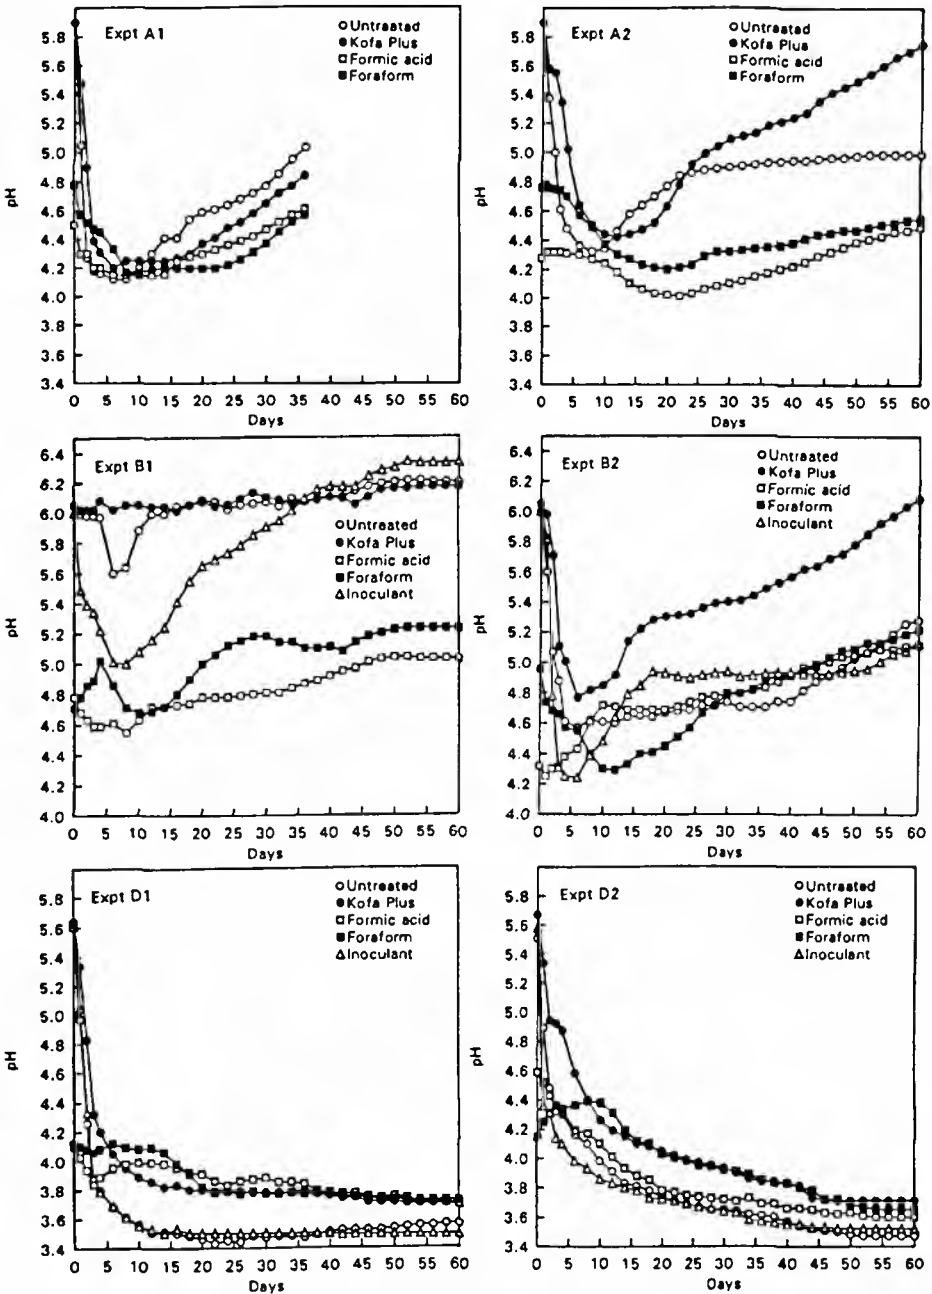 Expt A1
○ Untreated
● Kofa Plus
□ Formic acid
■ Foraform
5.8
5.6
5.4
5.2
5.0
4.8
4.6
4.4
4.2
4.0
3.8
3.6
3.4
pH
0 5 10 15 20 25 30 35 40 45 50 55 60
Days
Expt A2
○ Untreated
● Kofa Plus
□ Formic acid
■ Foraform
5.8
5.6
5.4
5.2
5.0
4.8
4.6
4.4
4.2
4.0
3.8
3.6
3.4
pH
0 5 10 15 20 25 30 35 40 45 50 55 60
Days
Expt B1
○ Untreated
● Kofa Plus
□ Formic acid
■ Foraform
△ Inoculant
6.4
6.2
6.0
5.8
5.6
5.4
5.2
5.0
4.8
4.6
4.4
4.2
4.0
pH
0 5 10 15 20 25 30 35 40 45 50 55 60
Days
Expt B2
○ Untreated
● Kofa Plus
□ Formic acid
■ Foraform
△ Inoculant
6.4
6.2
6.0
5.8
5.6
5.4
5.2
5.0
4.8
4.6
4.4
4.2
4.0
pH
0 5 10 15 20 25 30 35 40 45 50 55 60
Days
Expt D1
○ Untreated
● Kofa Plus
□ Formic acid
■ Foraform
△ Inoculant
5.8
5.6
5.4
5.2
5.0
4.8
4.6
4.4
4.2
4.0
3.8
3.6
3.4
pH
0 5 10 15 20 25 30 35 40 45 50 55 60
Days
Expt D2
○ Untreated
● Kofa Plus
□ Formic acid
■ Foraform
△ Inoculant
5.8
5.6
5.4
5.2
5.0
4.8
4.6
4.4
4.2
4.0
3.8
3.6
3.4
pH
0 5 10 15 20 25 30 35 40 45 50 55 60
Days